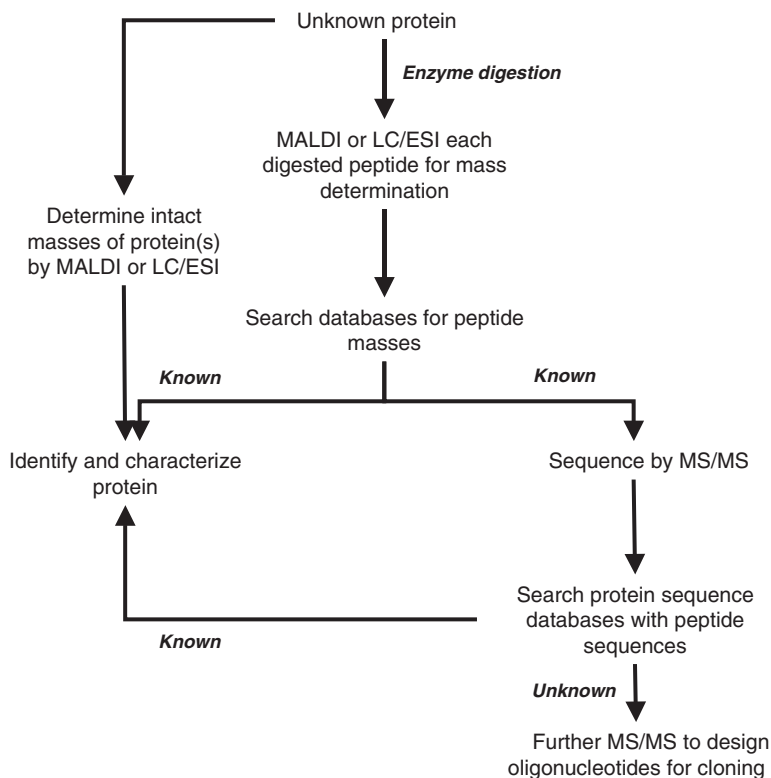 Unknown protein
Enzyme digestion
MALDI or LC/ESI each
digested peptide for mass
determination
Determine intact
masses of protein(s)
by MALDI or LC/ESI
Search databases for peptide
masses
Known
Known
Identify and characterize
protein
Sequence by MS/MS
Search protein sequence
databases with peptide
sequences
Known
Unknown
Further MS/MS to design
oligonucleotides for cloning